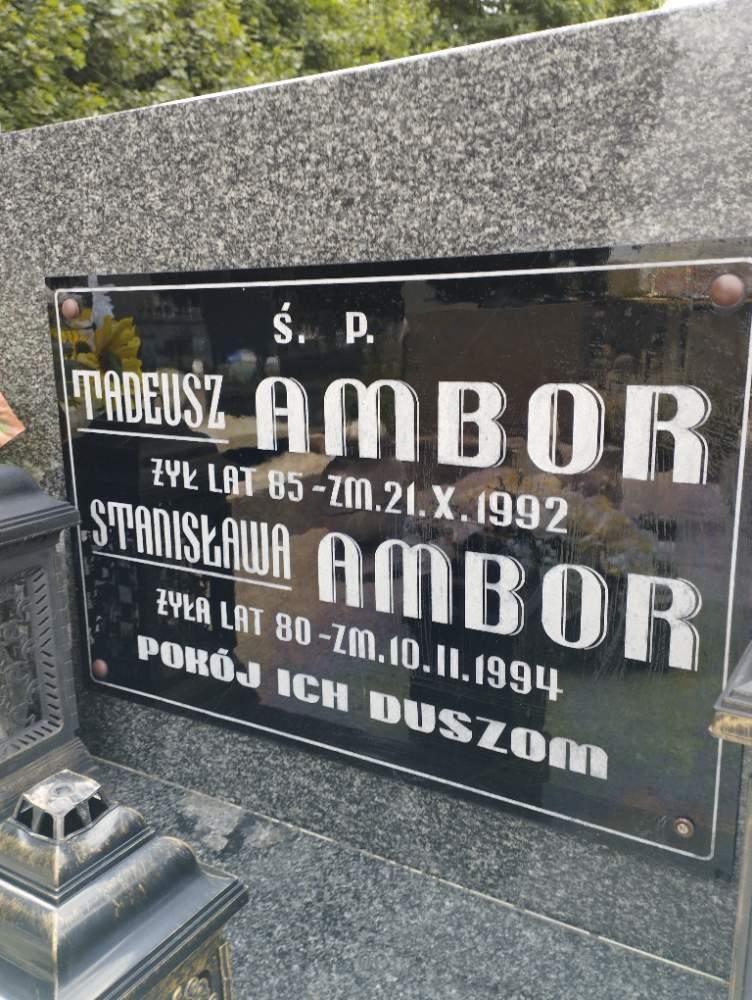 Ś. P.
TADEUSZ AMBOR
ŻYŁ LAT 85 - ZM. 21. X. 1992
STANISŁAWA AMBOR
ŻYŁA LAT 80 - ZM. 10. II. 1994
POKÓJ ICH DUSZOM